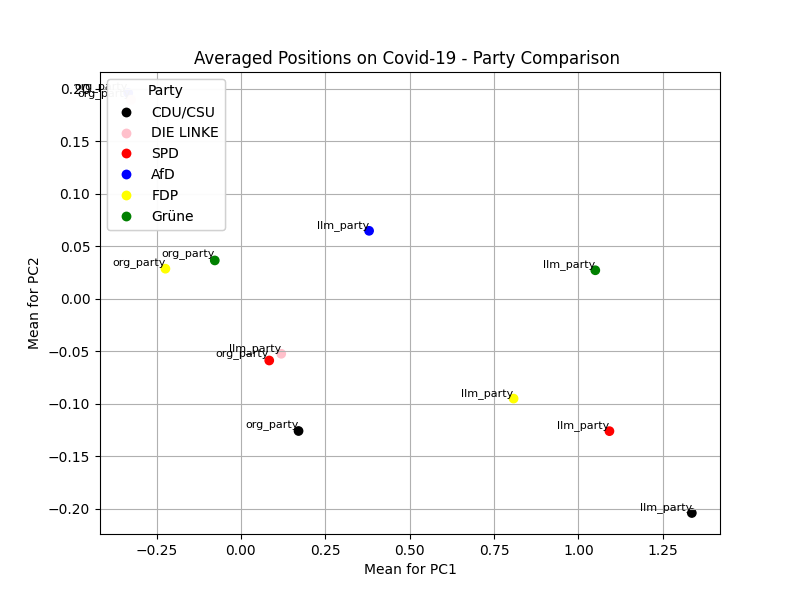 Averaged Positions on Covid-19 - Party Comparison
Mean for PC2
0.20
0.15
0.10
0.05
0.00
−0.05
−0.10
−0.15
−0.20
Party
CDU/CSU
DIE LINKE
SPD
AfD
FDP
Grüne
org_party
org_party
llm_party
org_party
org_party
llm_party
llm_party
org_party
llm_party
org_party
llm_party
llm_party
−0.25
0.00
0.25
0.50
0.75
1.00
1.25
Mean for PC1